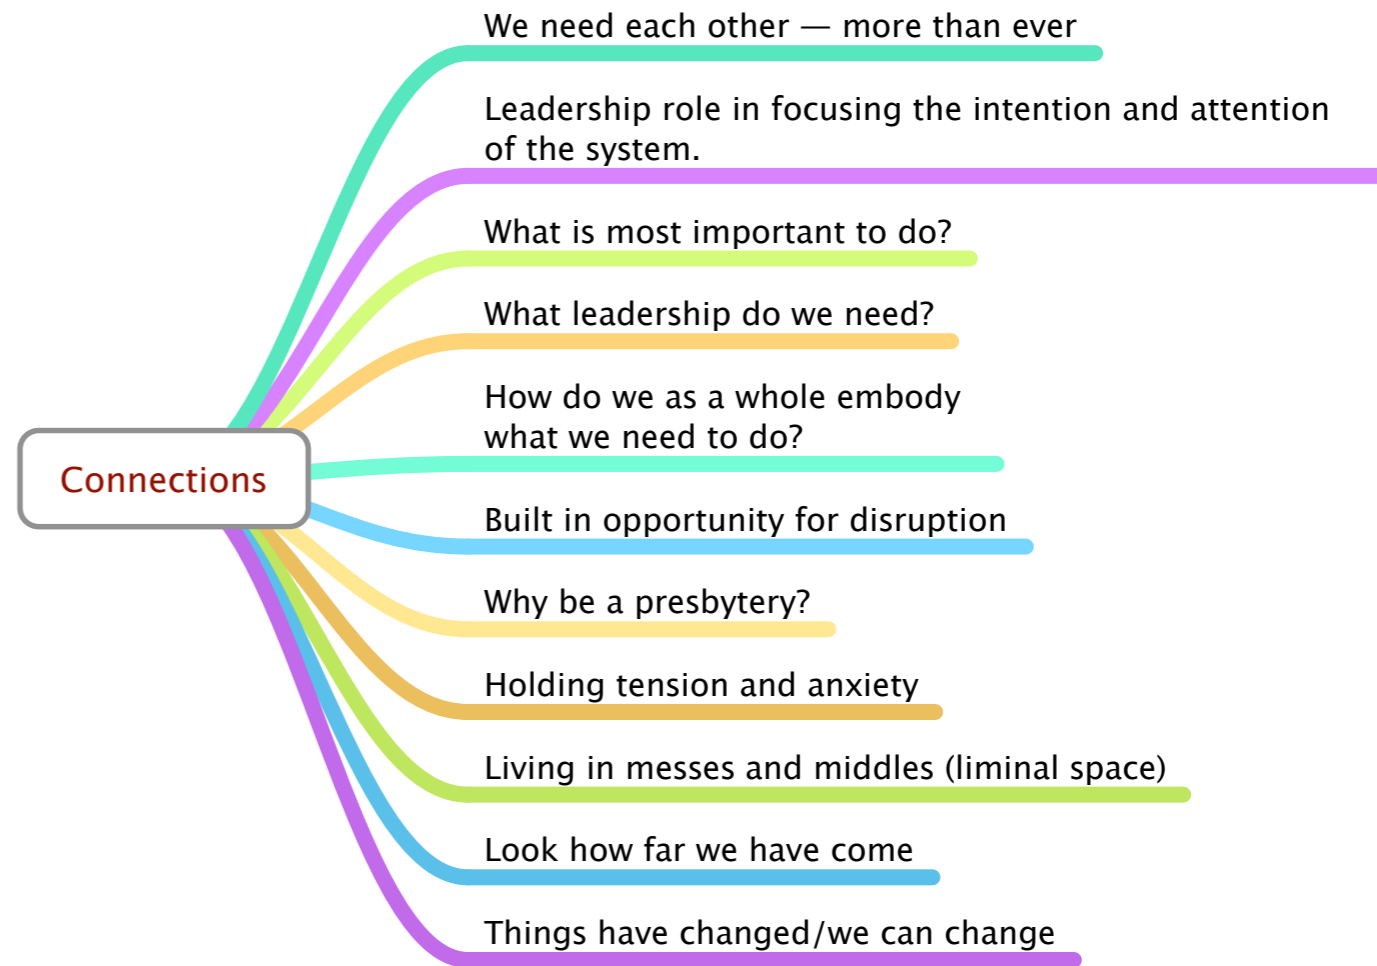 We need each other — more than ever
Leadership role in focusing the intention and attention
of the system.
What is most important to do?
What leadership do we need?
How do we as a whole embody
what we need to do?
Connections
Built in opportunity for disruption
Why be a presbytery?
Holding tension and anxiety
Living in messes and middles (liminal space)
Look how far we have come
Things have changed/we can change